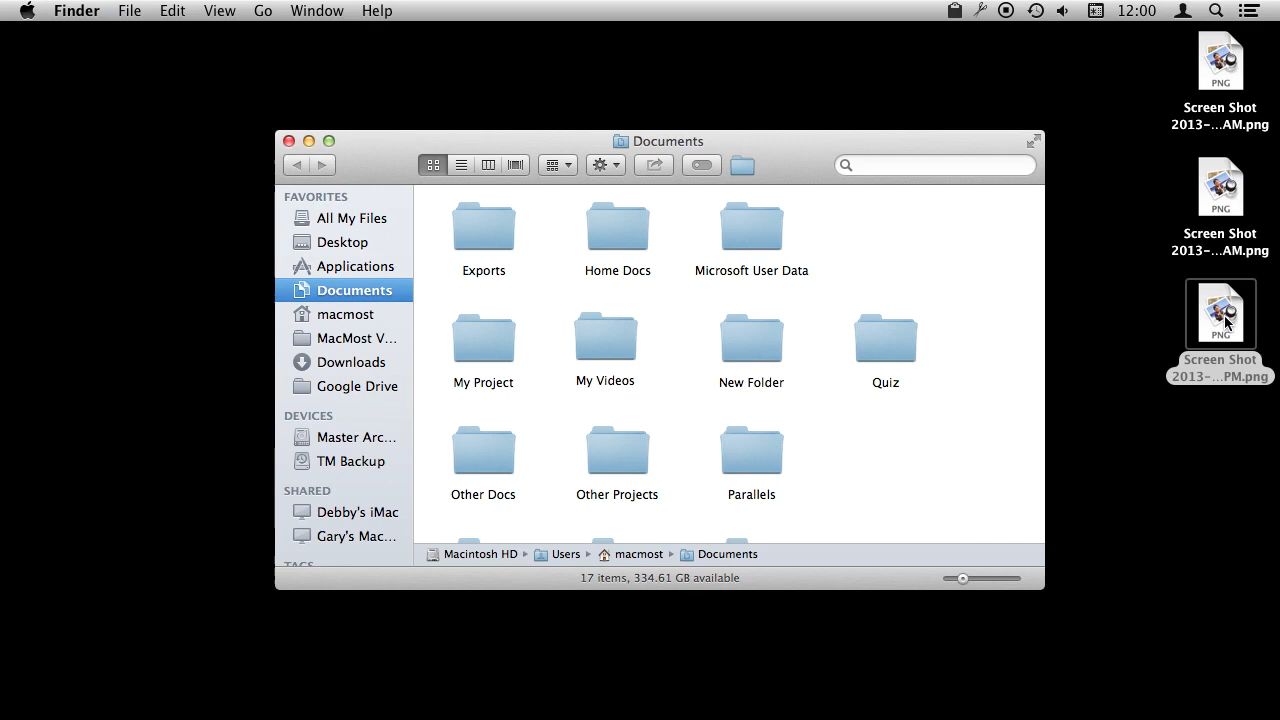 Finder File Edit View Go Window Help 12:00
PNG
Screen Shot
2013-...AM.png
PNG
Screen Shot
2013-...AM.png
PNG
Screen Shot
2013-...PM.png
Documents
FAVORITES
All My Files
Desktop
Applications
Documents
macmost
MacMost V...
Downloads
Google Drive
DEVICES
Master Arc...
TM Backup
SHARED
Debby's iMac
Gary's Mac...
TAGS
Exports Home Docs Microsoft User Data
My Project My Videos New Folder Quiz
Other Docs Other Projects Parallels
Macintosh HD Users macmost Documents
17 items, 334.61 GB available